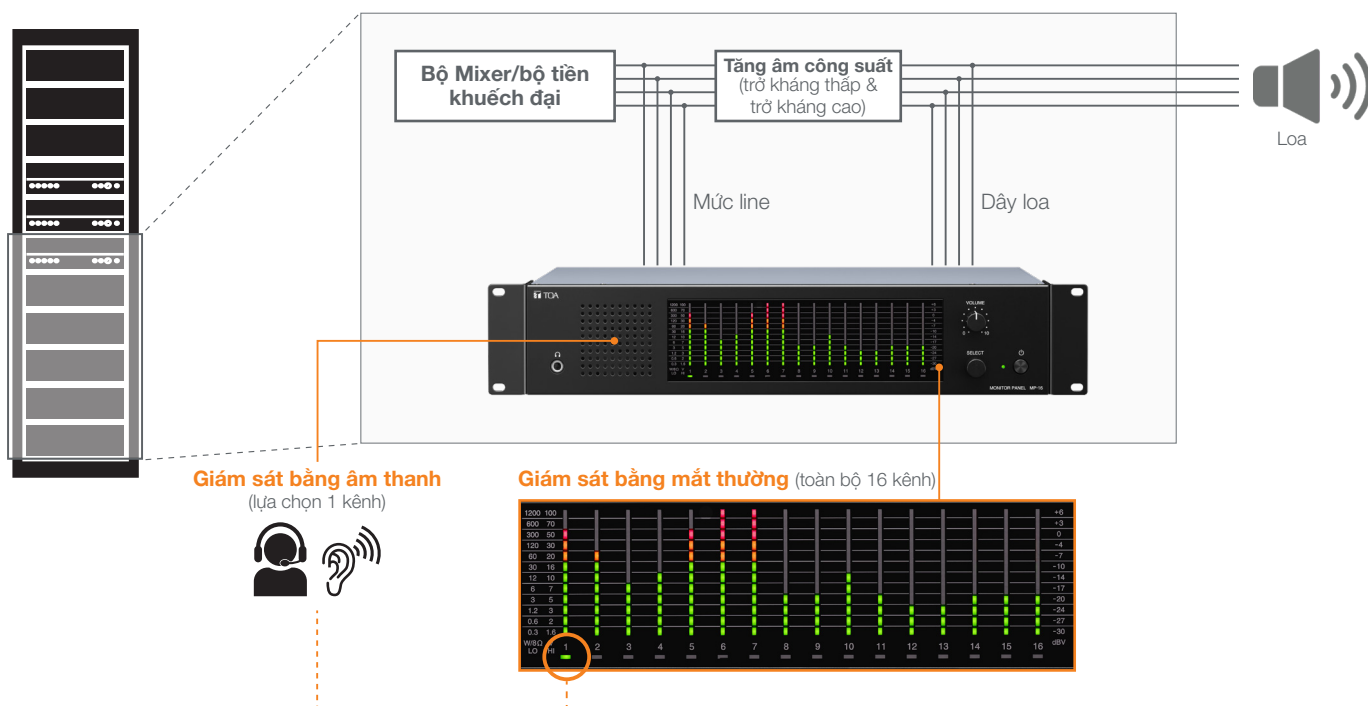 Bộ Mixer/bộ tiền
khuếch đại
Tăng âm công suất
(trở kháng thấp &
trở kháng cao)
Loa
Mức line
Dây loa
TOA
VOLUME
0 10
SELECT
MONITOR PANEL MP-16
Giám sát bằng âm thanh
(lựa chọn 1 kênh)
Giám sát bằng mắt thường (toàn bộ 16 kênh)
1200 100 +6
600 70 +3
300 50 0
120 30 -4
60 20 -7
30 16 -10
12 10 -14
6 7 -17
3 5 -20
1.2 3 -24
0.6 2 -27
0.3 1.6 -30
W/8Ω dBV
LO HI 1 2 3 4 5 6 7 8 9 10 11 12 13 14 15 16